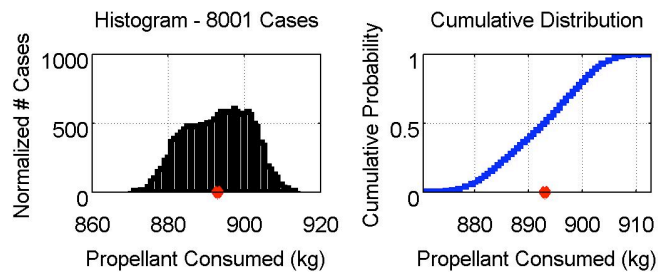 Histogram - 8001 Cases
Normalized # Cases
1000
500
0
860 880 900 920
Propellant Consumed (kg)
Cumulative Distribution
Cumulative Probability
1
0.5
0
880 890 900 910
Propellant Consumed (kg)